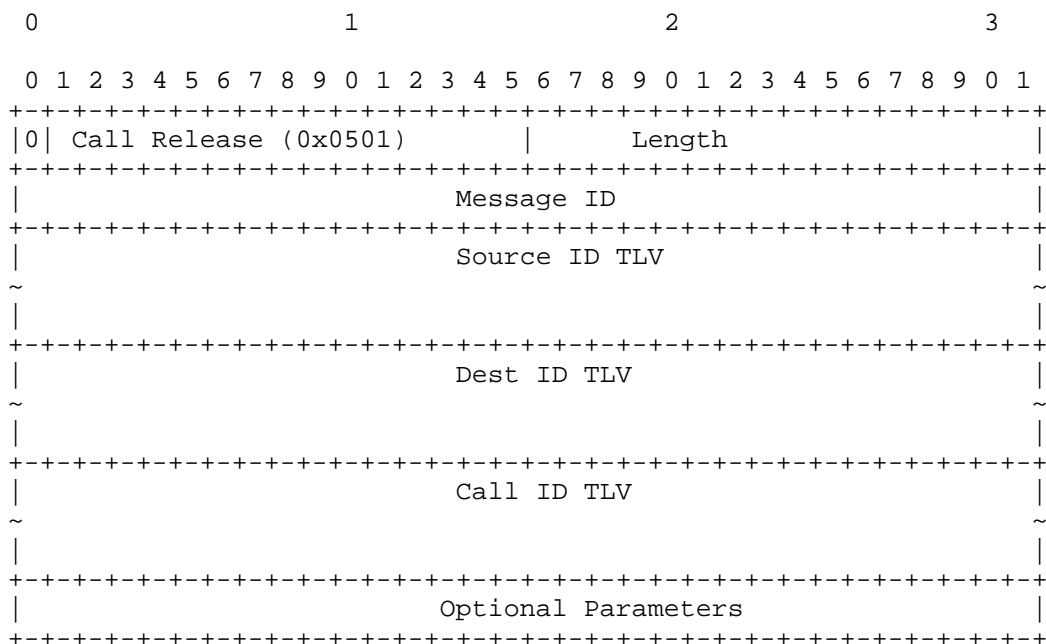 0                   1                   2                   3
 0 1 2 3 4 5 6 7 8 9 0 1 2 3 4 5 6 7 8 9 0 1 2 3 4 5 6 7 8 9 0 1
+-+-+-+-+-+-+-+-+-+-+-+-+-+-+-+-+-+-+-+-+-+-+-+-+-+-+-+-+-+-+-+-+
|0| Call Release (0x0501)       |      Length                   |
+-+-+-+-+-+-+-+-+-+-+-+-+-+-+-+-+-+-+-+-+-+-+-+-+-+-+-+-+-+-+-+-+
|                           Message ID                          |
+-+-+-+-+-+-+-+-+-+-+-+-+-+-+-+-+-+-+-+-+-+-+-+-+-+-+-+-+-+-+-+-+
|                           Source ID TLV                       |
~                                                               ~
|                                                               |
+-+-+-+-+-+-+-+-+-+-+-+-+-+-+-+-+-+-+-+-+-+-+-+-+-+-+-+-+-+-+-+-+
|                           Dest ID TLV                         |
~                                                               ~
|                                                               |
+-+-+-+-+-+-+-+-+-+-+-+-+-+-+-+-+-+-+-+-+-+-+-+-+-+-+-+-+-+-+-+-+
|                           Call ID TLV                         |
~                                                               ~
|                                                               |
+-+-+-+-+-+-+-+-+-+-+-+-+-+-+-+-+-+-+-+-+-+-+-+-+-+-+-+-+-+-+-+-+
|                          Optional Parameters                  |
+-+-+-+-+-+-+-+-+-+-+-+-+-+-+-+-+-+-+-+-+-+-+-+-+-+-+-+-+-+-+-+-+